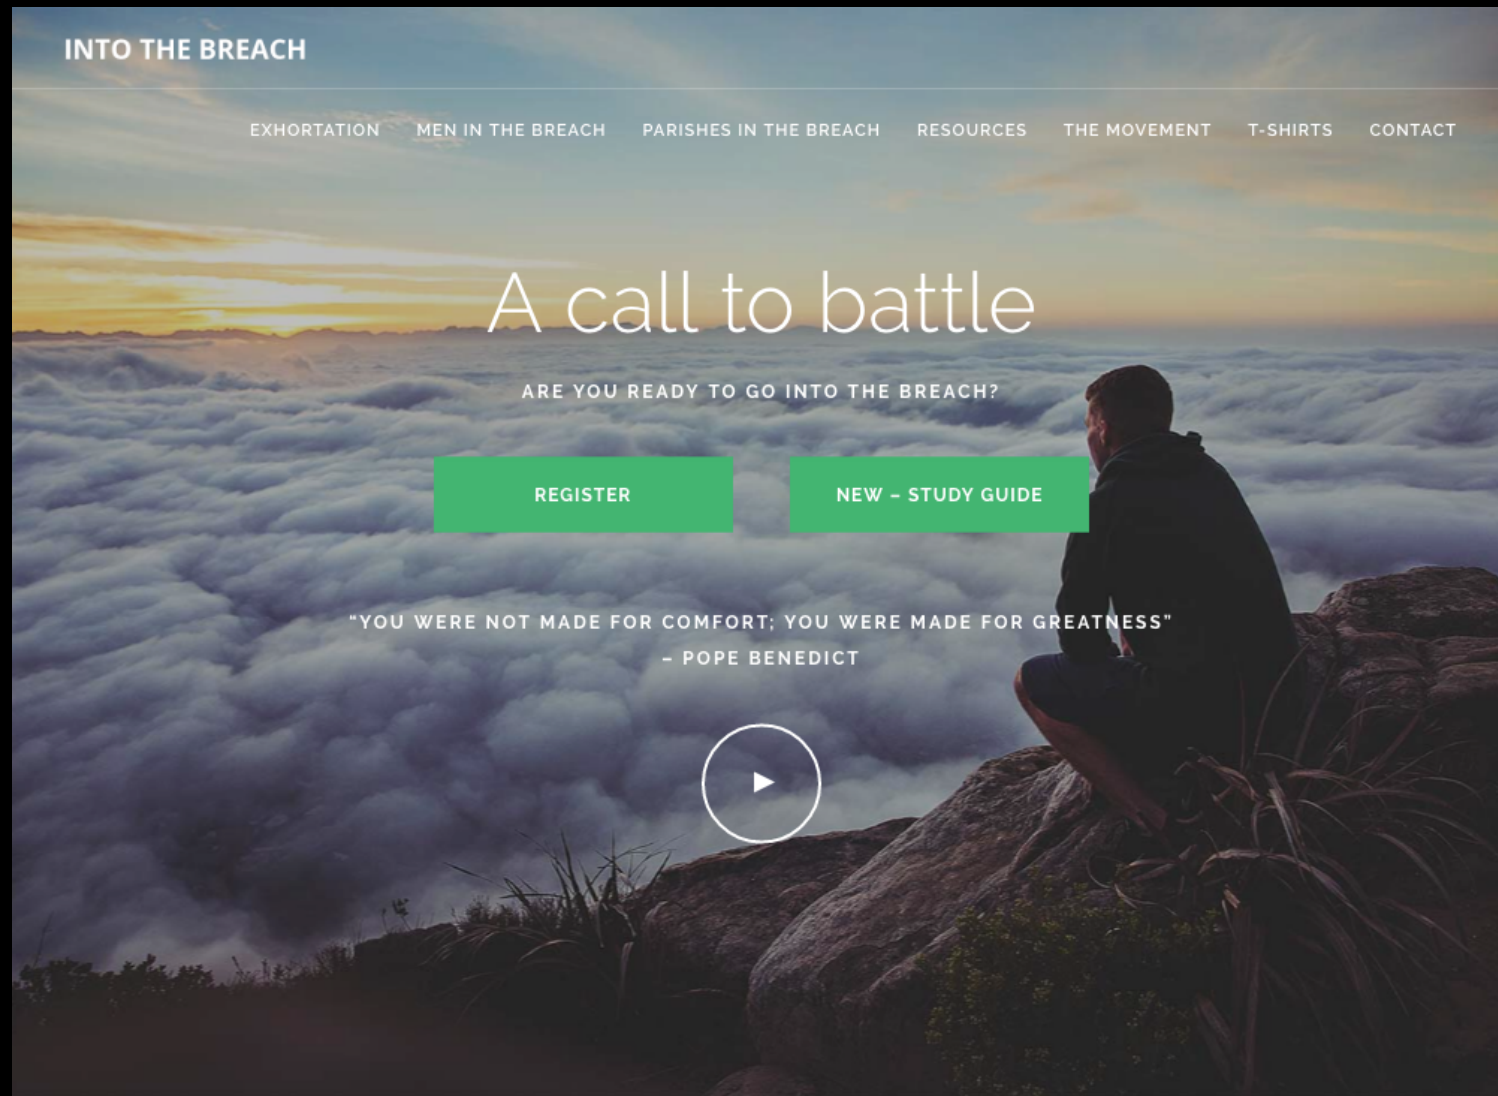 INTO THE BREACH
EXHORTATION MEN IN THE BREACH PARISHES IN THE BREACH RESOURCES THE MOVEMENT T-SHIRTS CONTACT
A call to battle
ARE YOU READY TO GO INTO THE BREACH?
REGISTER NEW – STUDY GUIDE
“YOU WERE NOT MADE FOR COMFORT; YOU WERE MADE FOR GREATNESS”
– POPE BENEDICT